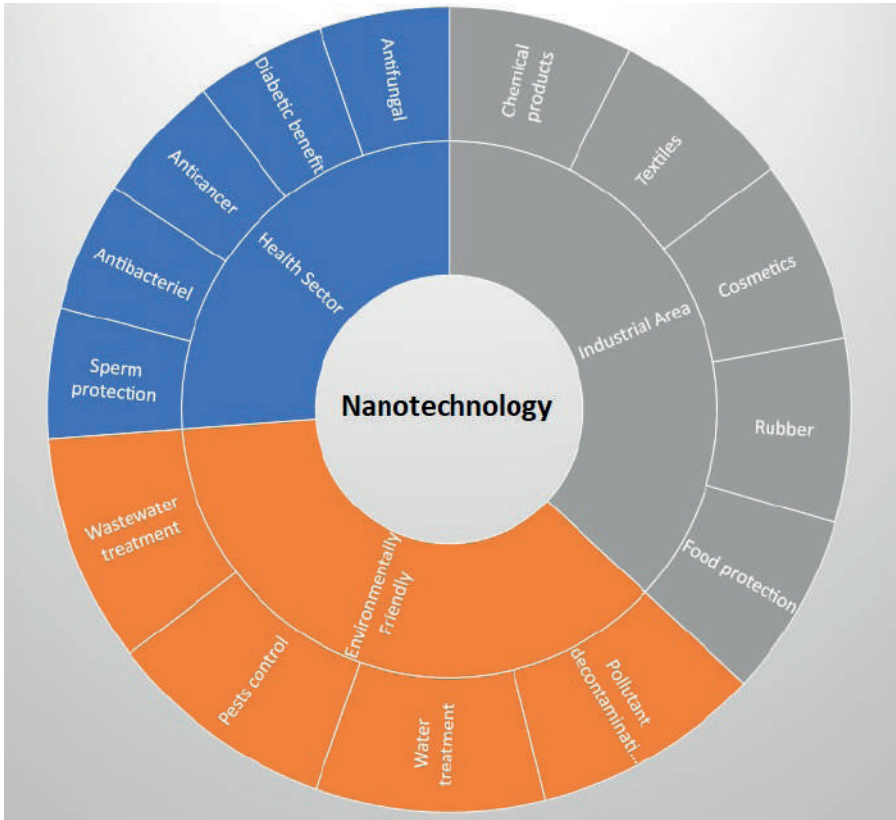 Nanotechnology
Industrial Area
Chemical
products
Textiles
Cosmetics
Rubber
Food protection
Environmentally
Friendly
Pollutant
decontaminati...
Water
treatment
Pests control
Wastewater
treatment
Health Sector
Sperm
protection
Antibacteriel
Anticancer
Diabetic benefit
Antifungal